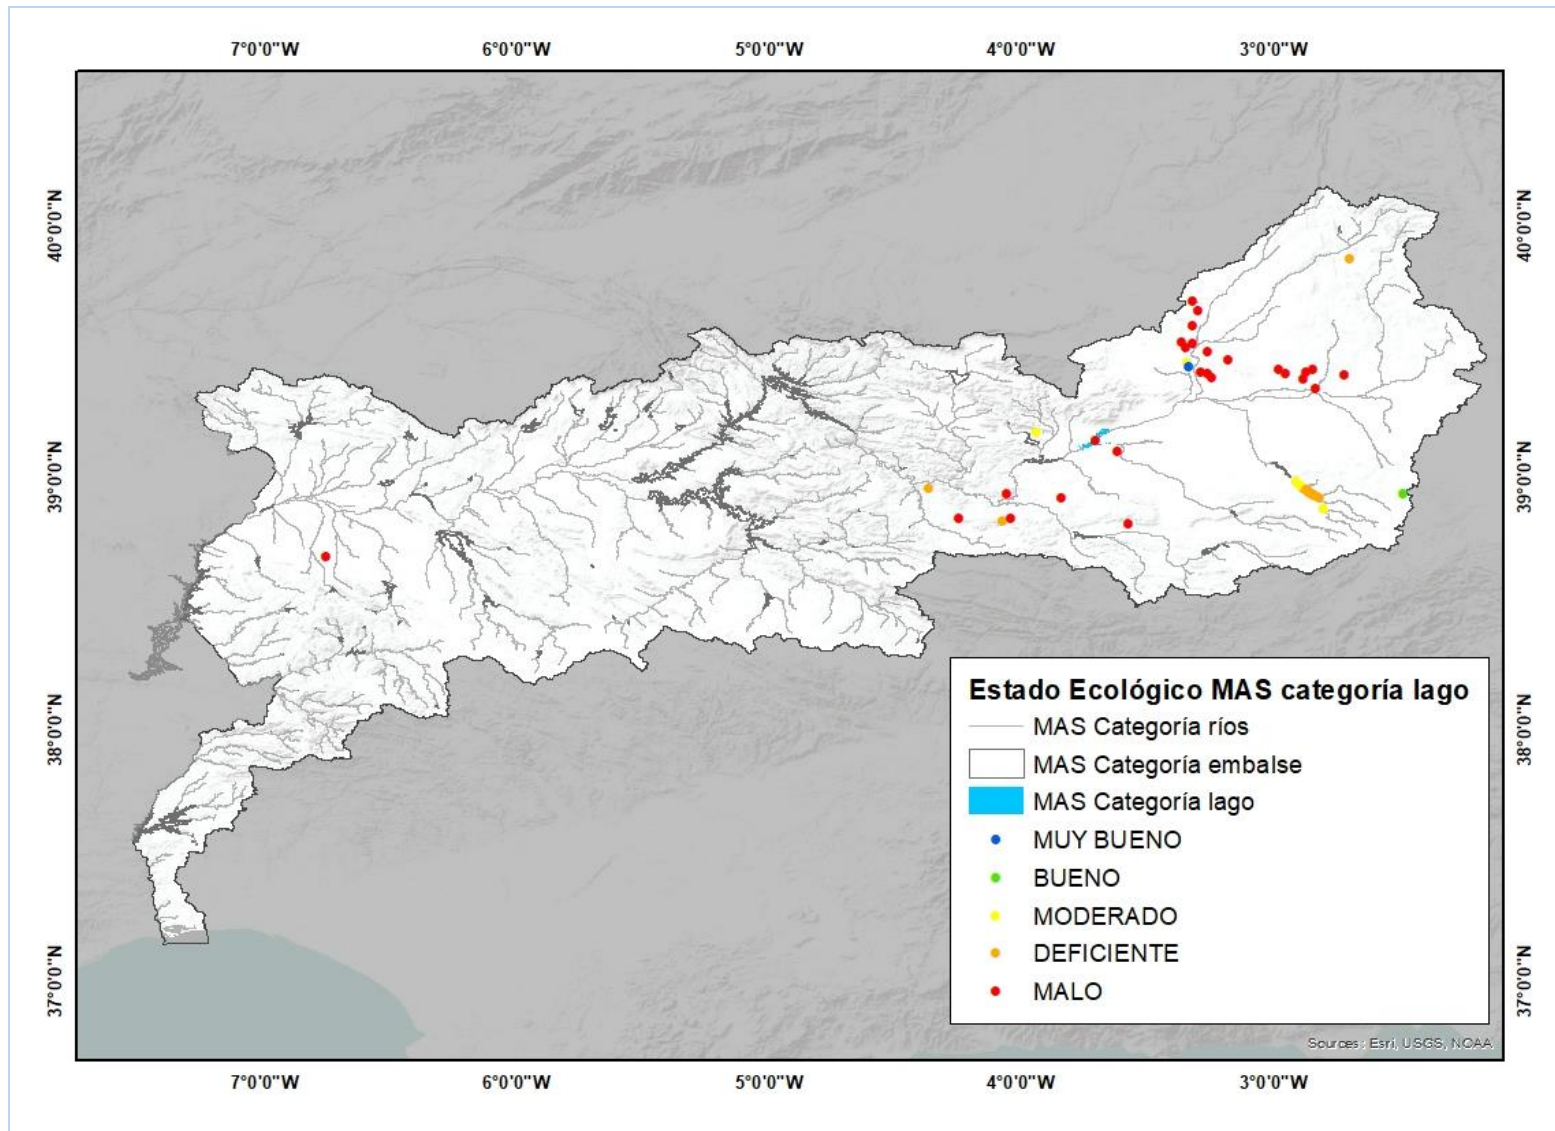 7°0'0"W 6°0'0"W 5°0'0"W 4°0'0"W 3°0'0"W
40°0'0"N 40°0'0"N
39°0'0"N 39°0'0"N
38°0'0"N 38°0'0"N
37°0'0"N 37°0'0"N
Estado Ecológico MAS categoría lago
MAS Categoría ríos
MAS Categoría embalse
MAS Categoría lago
MUY BUENO
BUENO
MODERADO
DEFICIENTE
MALO
Sources: Esri, USGS, NOAA
7°0'0"W 6°0'0"W 5°0'0"W 4°0'0"W 3°0'0"W